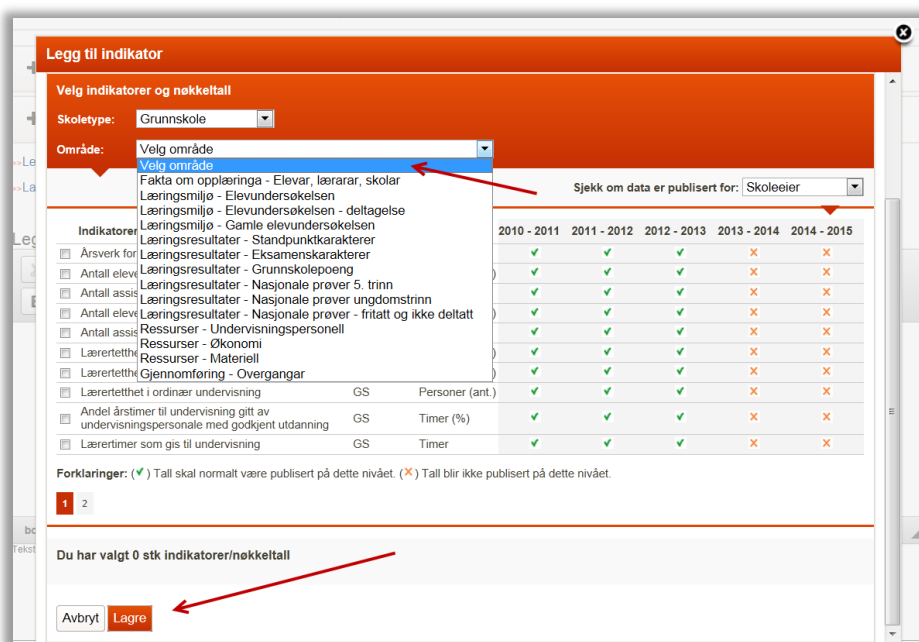 Legg til indikator
Velg indikatorer og nøkkeltall
Skoletype: Grunnskole
Område: Velg område
Velg område
Fakta om opplæringa - Elevar, lærarar, skolar
Læringsmiljø - Elevundersøkelsen
Læringsmiljø - Elevundersøkelsen - deltagelse
Læringsmiljø - Gamle elevundersøkelsen
Læringsresultater - Standpunktkarakterer
Læringsresultater - Eksamenskarakterer
Læringsresultater - Grunnskolepoeng
Læringsresultater - Nasjonale prøver 5. trinn
Læringsresultater - Nasjonale prøver ungdomstrinn
Læringsresultater - Nasjonale prøver - fritatt og ikke deltatt
Ressurser - Undervisningspersonell
Ressurser - Økonomi
Ressurser - Materiell
Gjennomføring - Overgangar
Sjekk om data er publisert for: Skoleeier
Indikatorer 2010 - 2011 2011 - 2012 2012 - 2013 2013 - 2014 2014 - 2015
Årsverk for
Antall eleve
Antall assis
Antall eleve
Antall assis
Lærertetthe
Lærertetthe
Lærertetthet i ordinær undervisning GS Personer (ant.)
Andel årstimer til undervisning gitt av
undervisningspersonale med godkjent utdanning GS Timer (%)
Lærertimer som gis til undervisning GS Timer
Forklaringer: (✔) Tall skal normalt være publisert på dette nivået. (✕) Tall blir ikke publisert på dette nivået.
1 2
Du har valgt 0 stk indikatorer/nøkkeltall
Avbryt Lagre